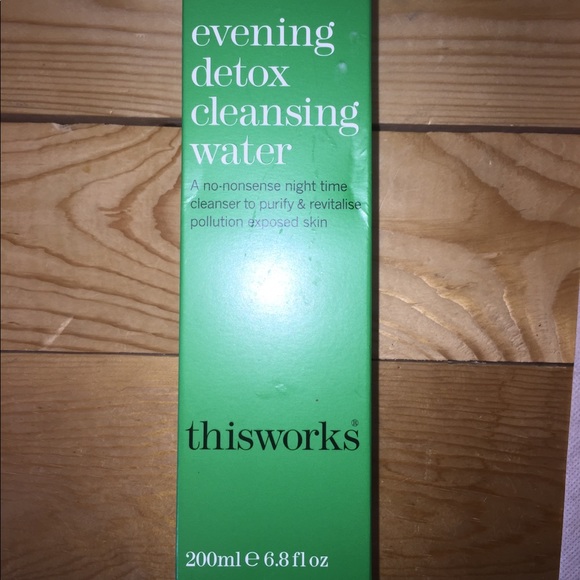 evening
detox
cleansing
water
A no-nonsense night time
cleanser to purify & revitalise
pollution exposed skin
thisworks®
200ml e 6.8 fl oz